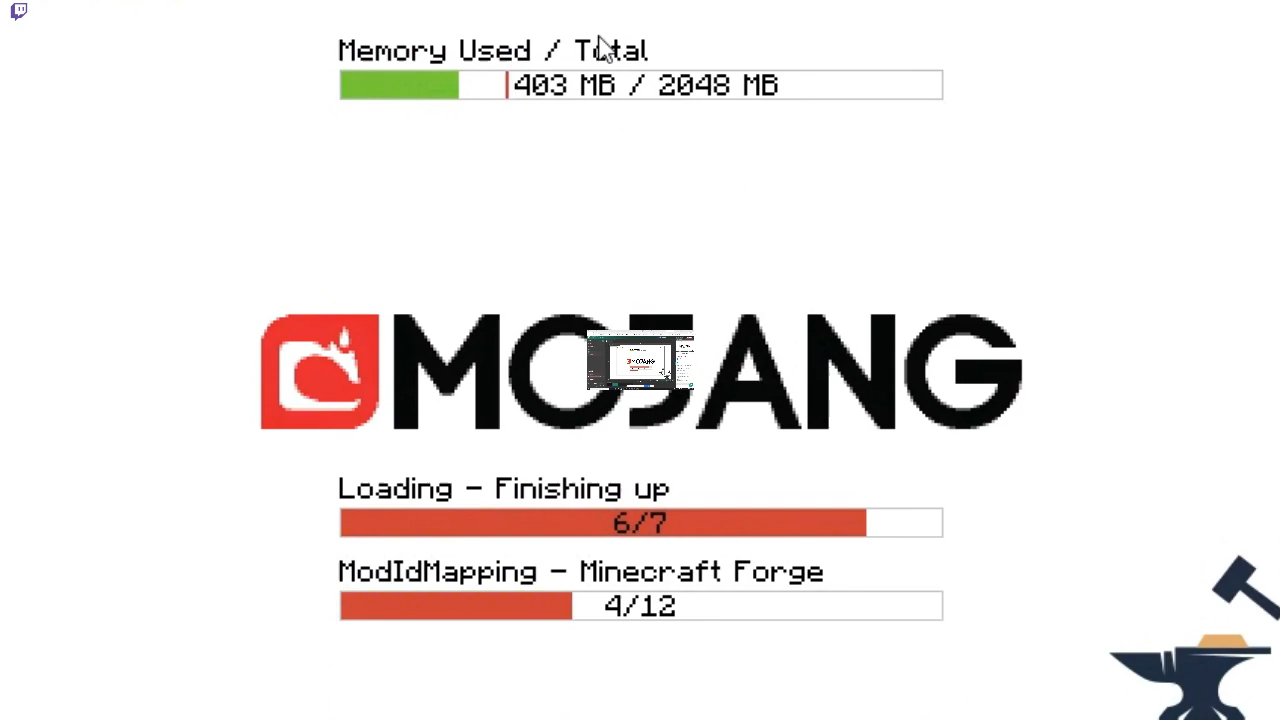 Memory Used / Total
403 MB / 2048 MB
MOJANG
Loading - Finishing up
6/7
ModIdMapping - Minecraft Forge
4/12